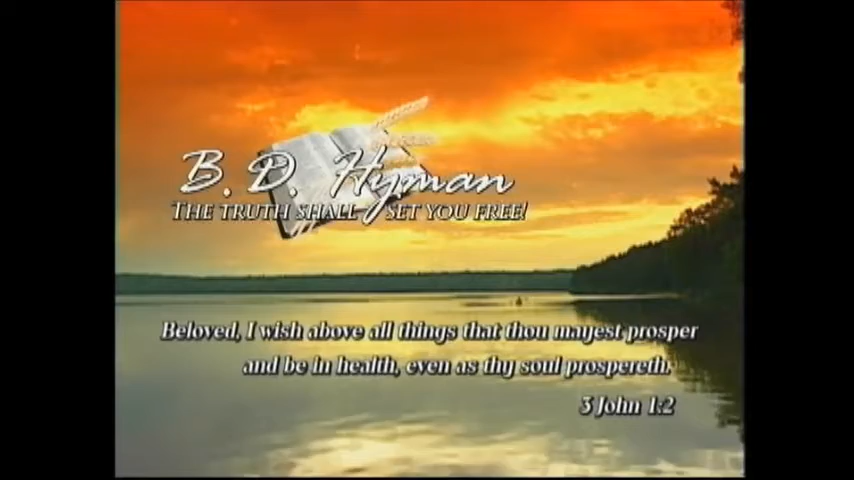 B. D. Hyman
THE TRUTH SHALL SET YOU FREE!
Beloved, I wish above all things that thou mayest prosper
and be in health, even as thy soul prospereth.
3 John 1:2